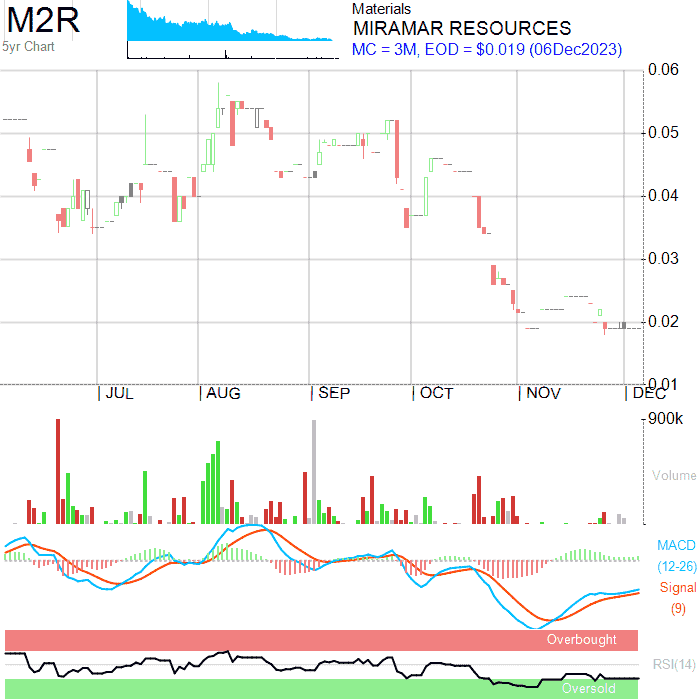 M2R
5yr Chart
Materials
MIRAMAR RESOURCES
MC = 3M, EOD = $0.019 (06Dec2023)
0.06
0.05
0.04
0.03
0.02
0.01
JUL AUG SEP OCT NOV DEC
900k
Volume
MACD
(12-26)
Signal
(9)
Overbought
RSI(14)
Oversold